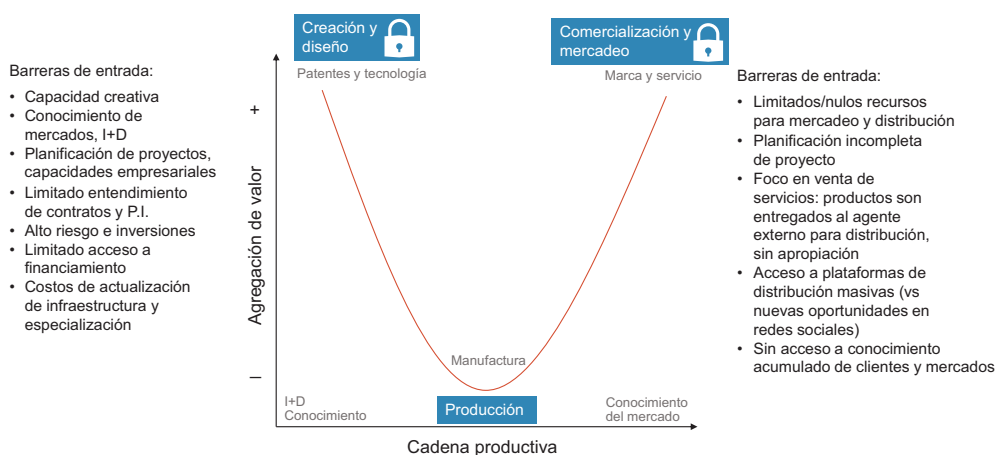 Creación y
diseño
Comercialización y
mercadeo
Barreras de entrada:
• Capacidad creativa
• Conocimiento de
mercados, I+D
• Planificación de proyectos,
capacidades empresariales
• Limitado entendimiento
de contratos y P.I.
• Alto riesgo e inversiones
• Limitado acceso a
financiamiento
• Costos de actualización
de infraestructura y
especialización
Patentes y tecnología
Marca y servicio
+
Agregación de valor
–
Manufactura
I+D
Conocimiento
Producción
Conocimiento
del mercado
Cadena productiva
Barreras de entrada:
• Limitados/nulos recursos
para mercadeo y distribución
• Planificación incompleta
de proyecto
• Foco en venta de
servicios: productos son
entregados al agente
externo para distribución,
sin apropiación
• Acceso a plataformas de
distribución masivas (vs
nuevas oportunidades en
redes sociales)
• Sin acceso a conocimiento
acumulado de clientes y mercados